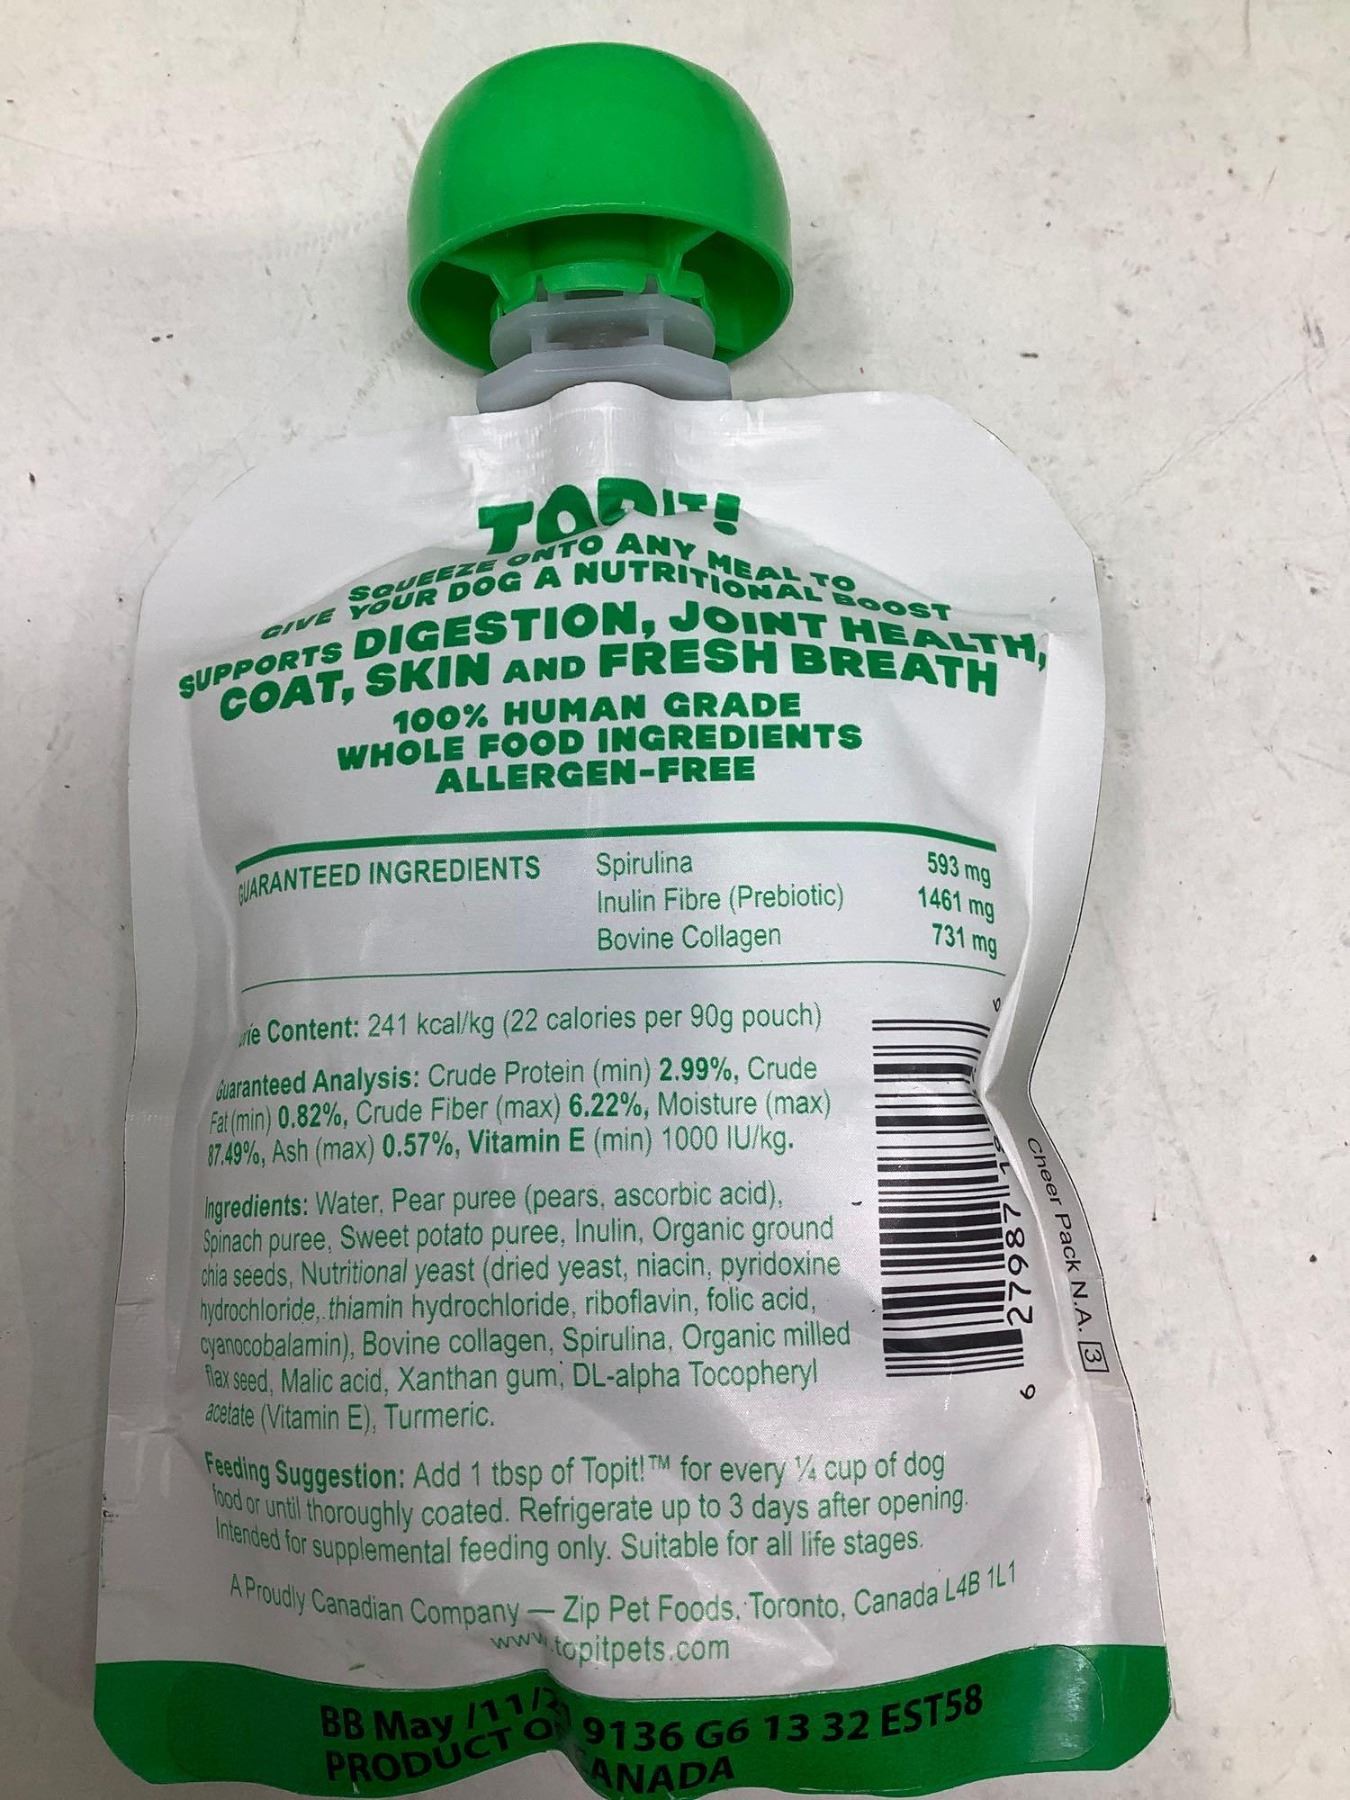 TOPIT!
SQUEEZE ONTO ANY MEAL TO
GIVE YOUR DOG A NUTRITIONAL BOOST
SUPPORTS DIGESTION, JOINT HEALTH,
COAT, SKIN AND FRESH BREATH
100% HUMAN GRADE
WHOLE FOOD INGREDIENTS
ALLERGEN-FREE
GUARANTEED INGREDIENTS Spirulina 593 mg
Inulin Fibre (Prebiotic) 1461 mg
Bovine Collagen 731 mg
Content: 241 kcal/kg (22 calories per 90g pouch)
Guaranteed Analysis: Crude Protein (min) 2.99%, Crude
Fat (min) 0.82%, Crude Fiber (max) 6.22%, Moisture (max)
87.49%, Ash (max) 0.57%, Vitamin E (min) 1000 IU/kg.
Ingredients: Water, Pear puree (pears, ascorbic acid),
Spinach puree, Sweet potato puree, Inulin, Organic ground
chia seeds, Nutritional yeast (dried yeast, niacin, pyridoxine
hydrochloride, thiamin hydrochloride, riboflavin, folic acid,
cyanocobalamin), Bovine collagen, Spirulina, Organic milled
flax seed, Malic acid, Xanthan gum, DL-alpha Tocopheryl
acetate (Vitamin E), Turmeric.
Feeding Suggestion: Add 1 tbsp of Topit!™ for every ¼ cup of dog
food or until thoroughly coated. Refrigerate up to 3 days after opening.
Intended for supplemental feeding only. Suitable for all life stages.
A Proudly Canadian Company — Zip Pet Foods, Toronto, Canada L4B 1L1
www.topitpets.com
Cheer Pack N.A. 3
BB May /11/ 9136 G6 13 32 EST58
PRODUCT CANADA